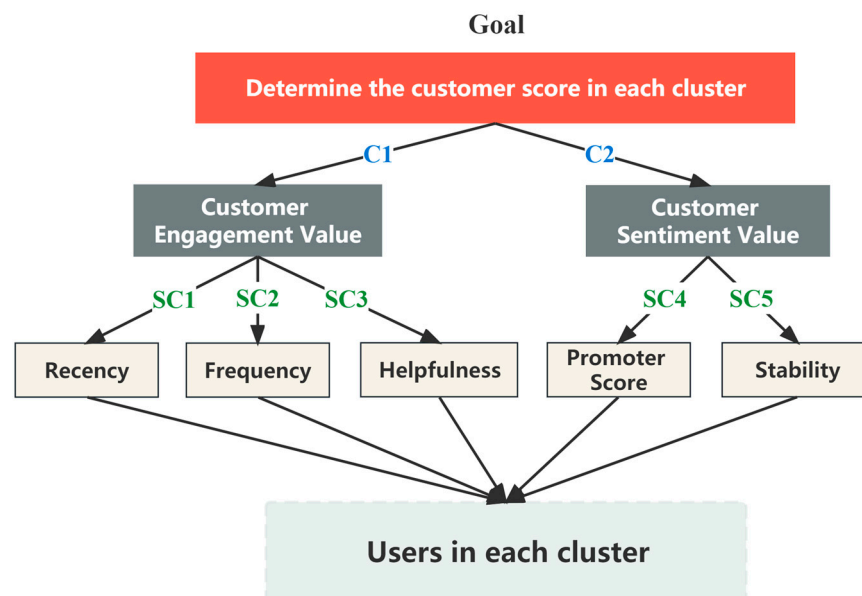 Goal
Determine the customer score in each cluster
C1
C2
Customer
Engagement Value
Customer
Sentiment Value
SC1
SC2
SC3
SC4
SC5
Recency
Frequency
Helpfulness
Promoter
Score
Stability
Users in each cluster